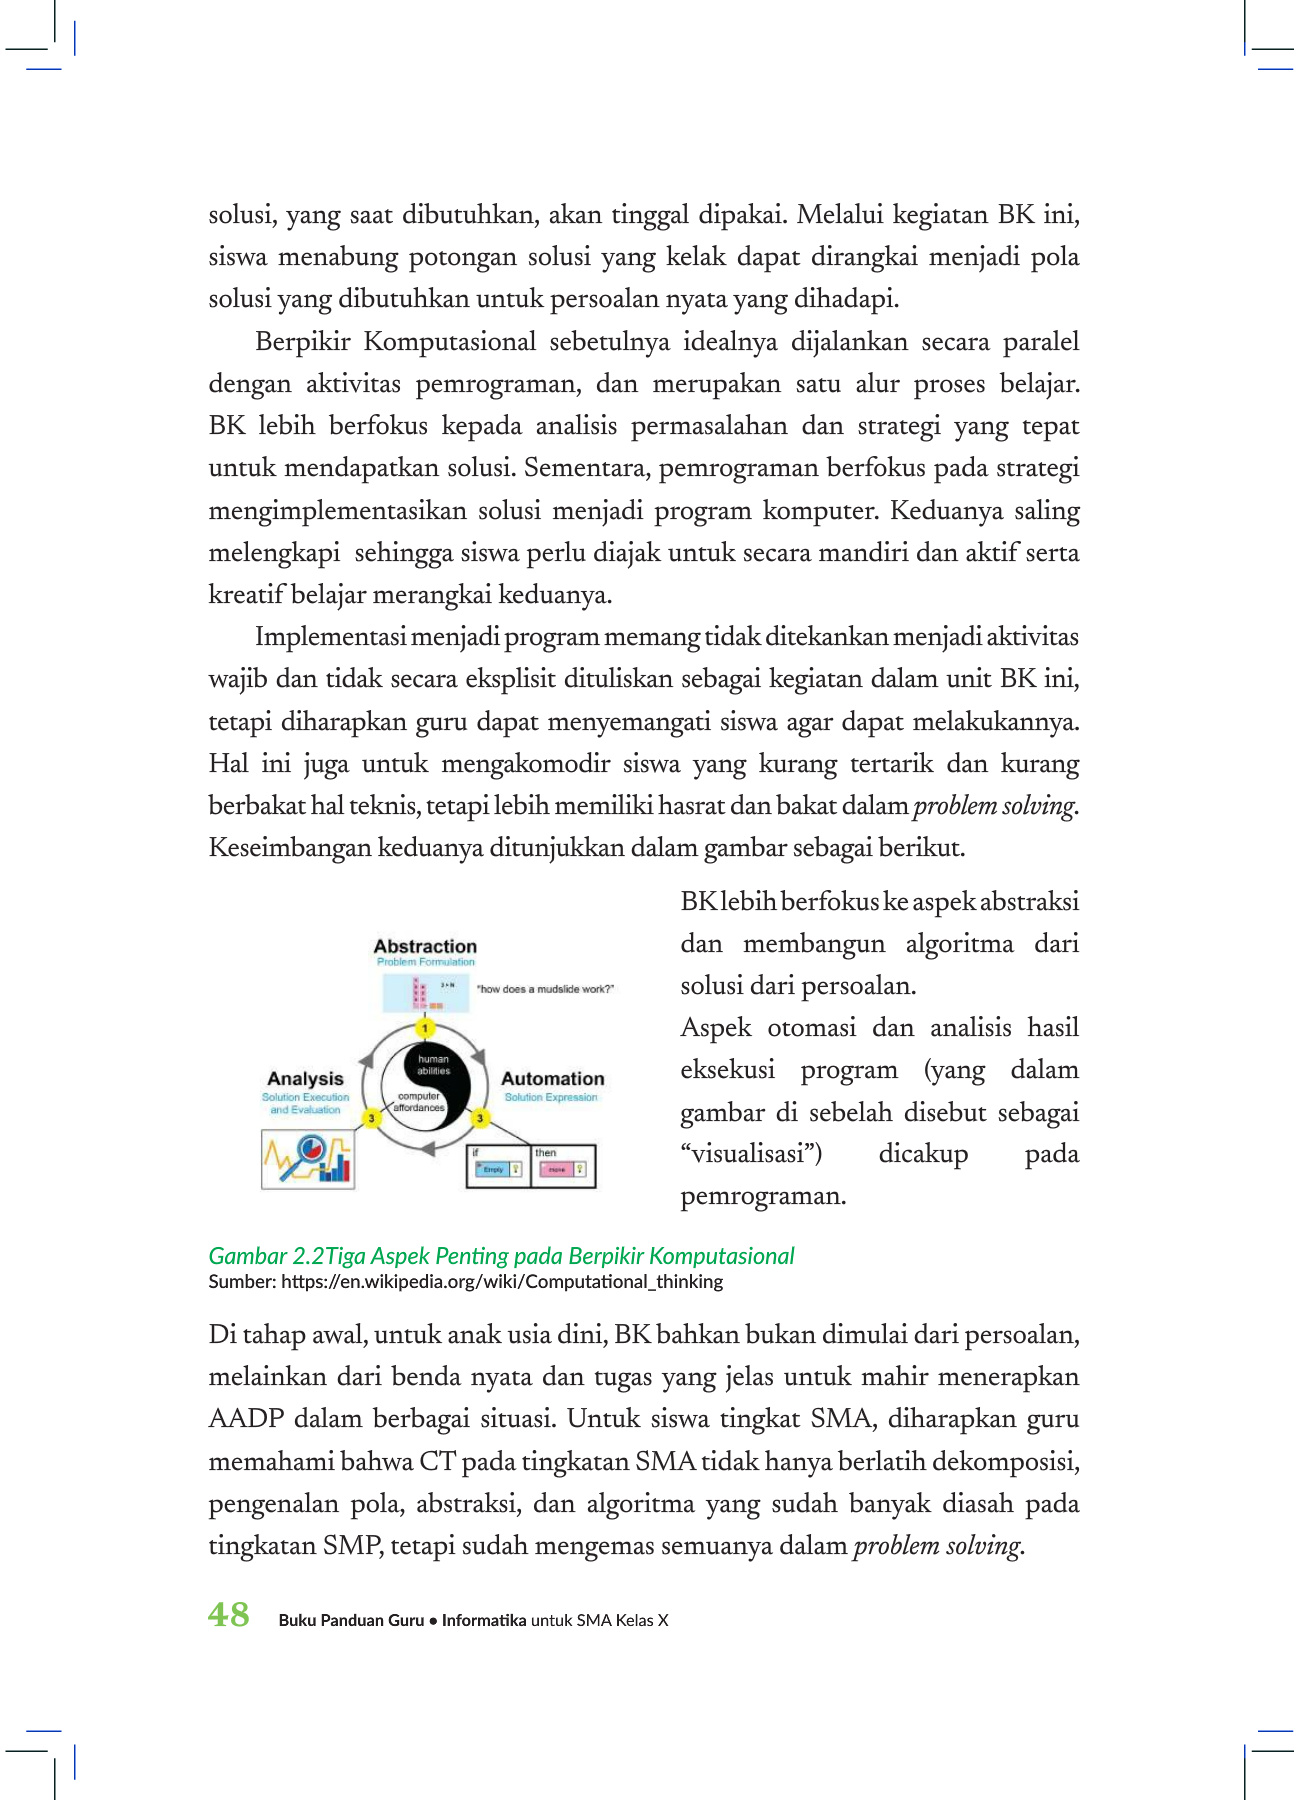 solusi, yang saat dibutuhkan, akan tinggal dipakai. Melalui kegiatan BK ini,
siswa menabung potongan solusi yang kelak dapat dirangkai menjadi pola
solusi yang dibutuhkan untuk persoalan nyata yang dihadapi.
Berpikir Komputasional sebetulnya idealnya dijalankan secara paralel
dengan aktivitas pemrograman, dan merupakan satu alur proses belajar.
BK lebih berfokus kepada analisis permasalahan dan strategi yang tepat
untuk mendapatkan solusi. Sementara, pemrograman berfokus pada strategi
mengimplementasikan solusi menjadi program komputer. Keduanya saling
melengkapi sehingga siswa perlu diajak untuk secara mandiri dan aktif serta
kreatif belajar merangkai keduanya.
Implementasi menjadi program memang tidak ditekankan menjadi aktivitas
wajib dan tidak secara eksplisit dituliskan sebagai kegiatan dalam unit BK ini,
tetapi diharapkan guru dapat menyemangati siswa agar dapat melakukannya.
Hal ini juga untuk mengakomodir siswa yang kurang tertarik dan kurang
berbakat hal teknis, tetapi lebih memiliki hasrat dan bakat dalam problem solving.
Keseimbangan keduanya ditunjukkan dalam gambar sebagai berikut.
Abstraction
Problem Formulation
"how does a mudslide work?"
1
human
abilities
computer
affordances
Analysis
Solution Execution
and Evaluation
3
Automation
Solution Expression
3
if
then
Empty
move
BK lebih berfokus ke aspek abstraksi
dan membangun algoritma dari
solusi dari persoalan.
Aspek otomasi dan analisis hasil
eksekusi program (yang dalam
gambar di sebelah disebut sebagai
“visualisasi”) dicakup pada
pemrograman.
Gambar 2.2Tiga Aspek Penting pada Berpikir Komputasional
Sumber: https://en.wikipedia.org/wiki/Computational_thinking
Di tahap awal, untuk anak usia dini, BK bahkan bukan dimulai dari persoalan,
melainkan dari benda nyata dan tugas yang jelas untuk mahir menerapkan
AADP dalam berbagai situasi. Untuk siswa tingkat SMA, diharapkan guru
memahami bahwa CT pada tingkatan SMA tidak hanya berlatih dekomposisi,
pengenalan pola, abstraksi, dan algoritma yang sudah banyak diasah pada
tingkatan SMP, tetapi sudah mengemas semuanya dalam problem solving.
48 Buku Panduan Guru • Informatika untuk SMA Kelas X